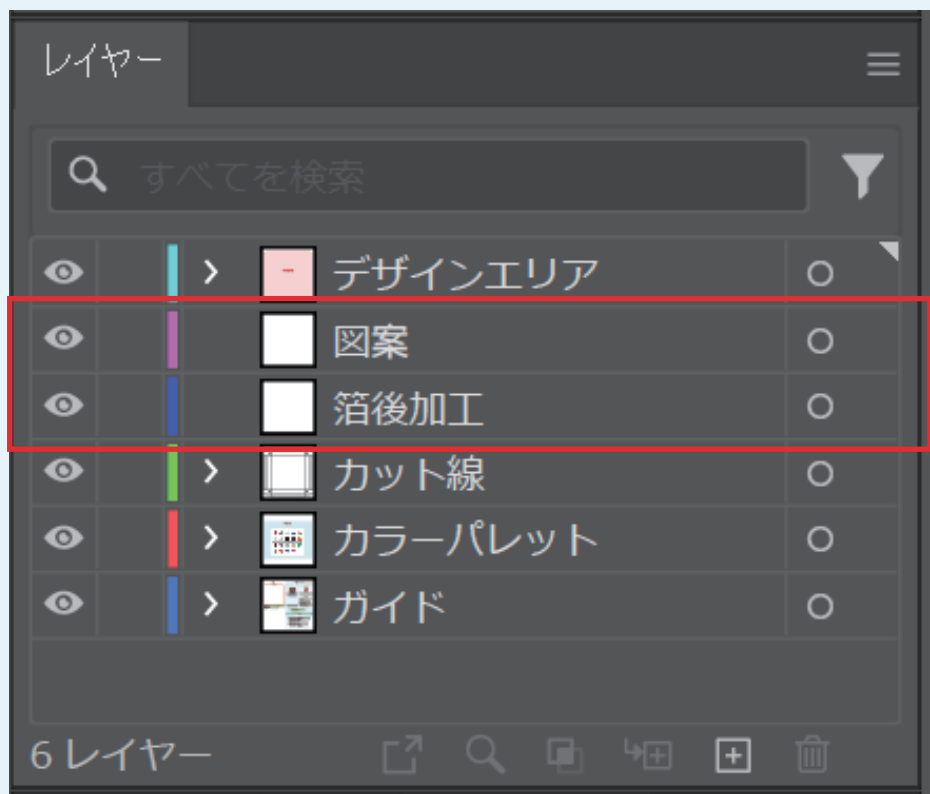 レイヤー
すべてを検索
デザインエリア
図案
箔後加工
カット線
カラーパレット
ガイド
6 レイヤー